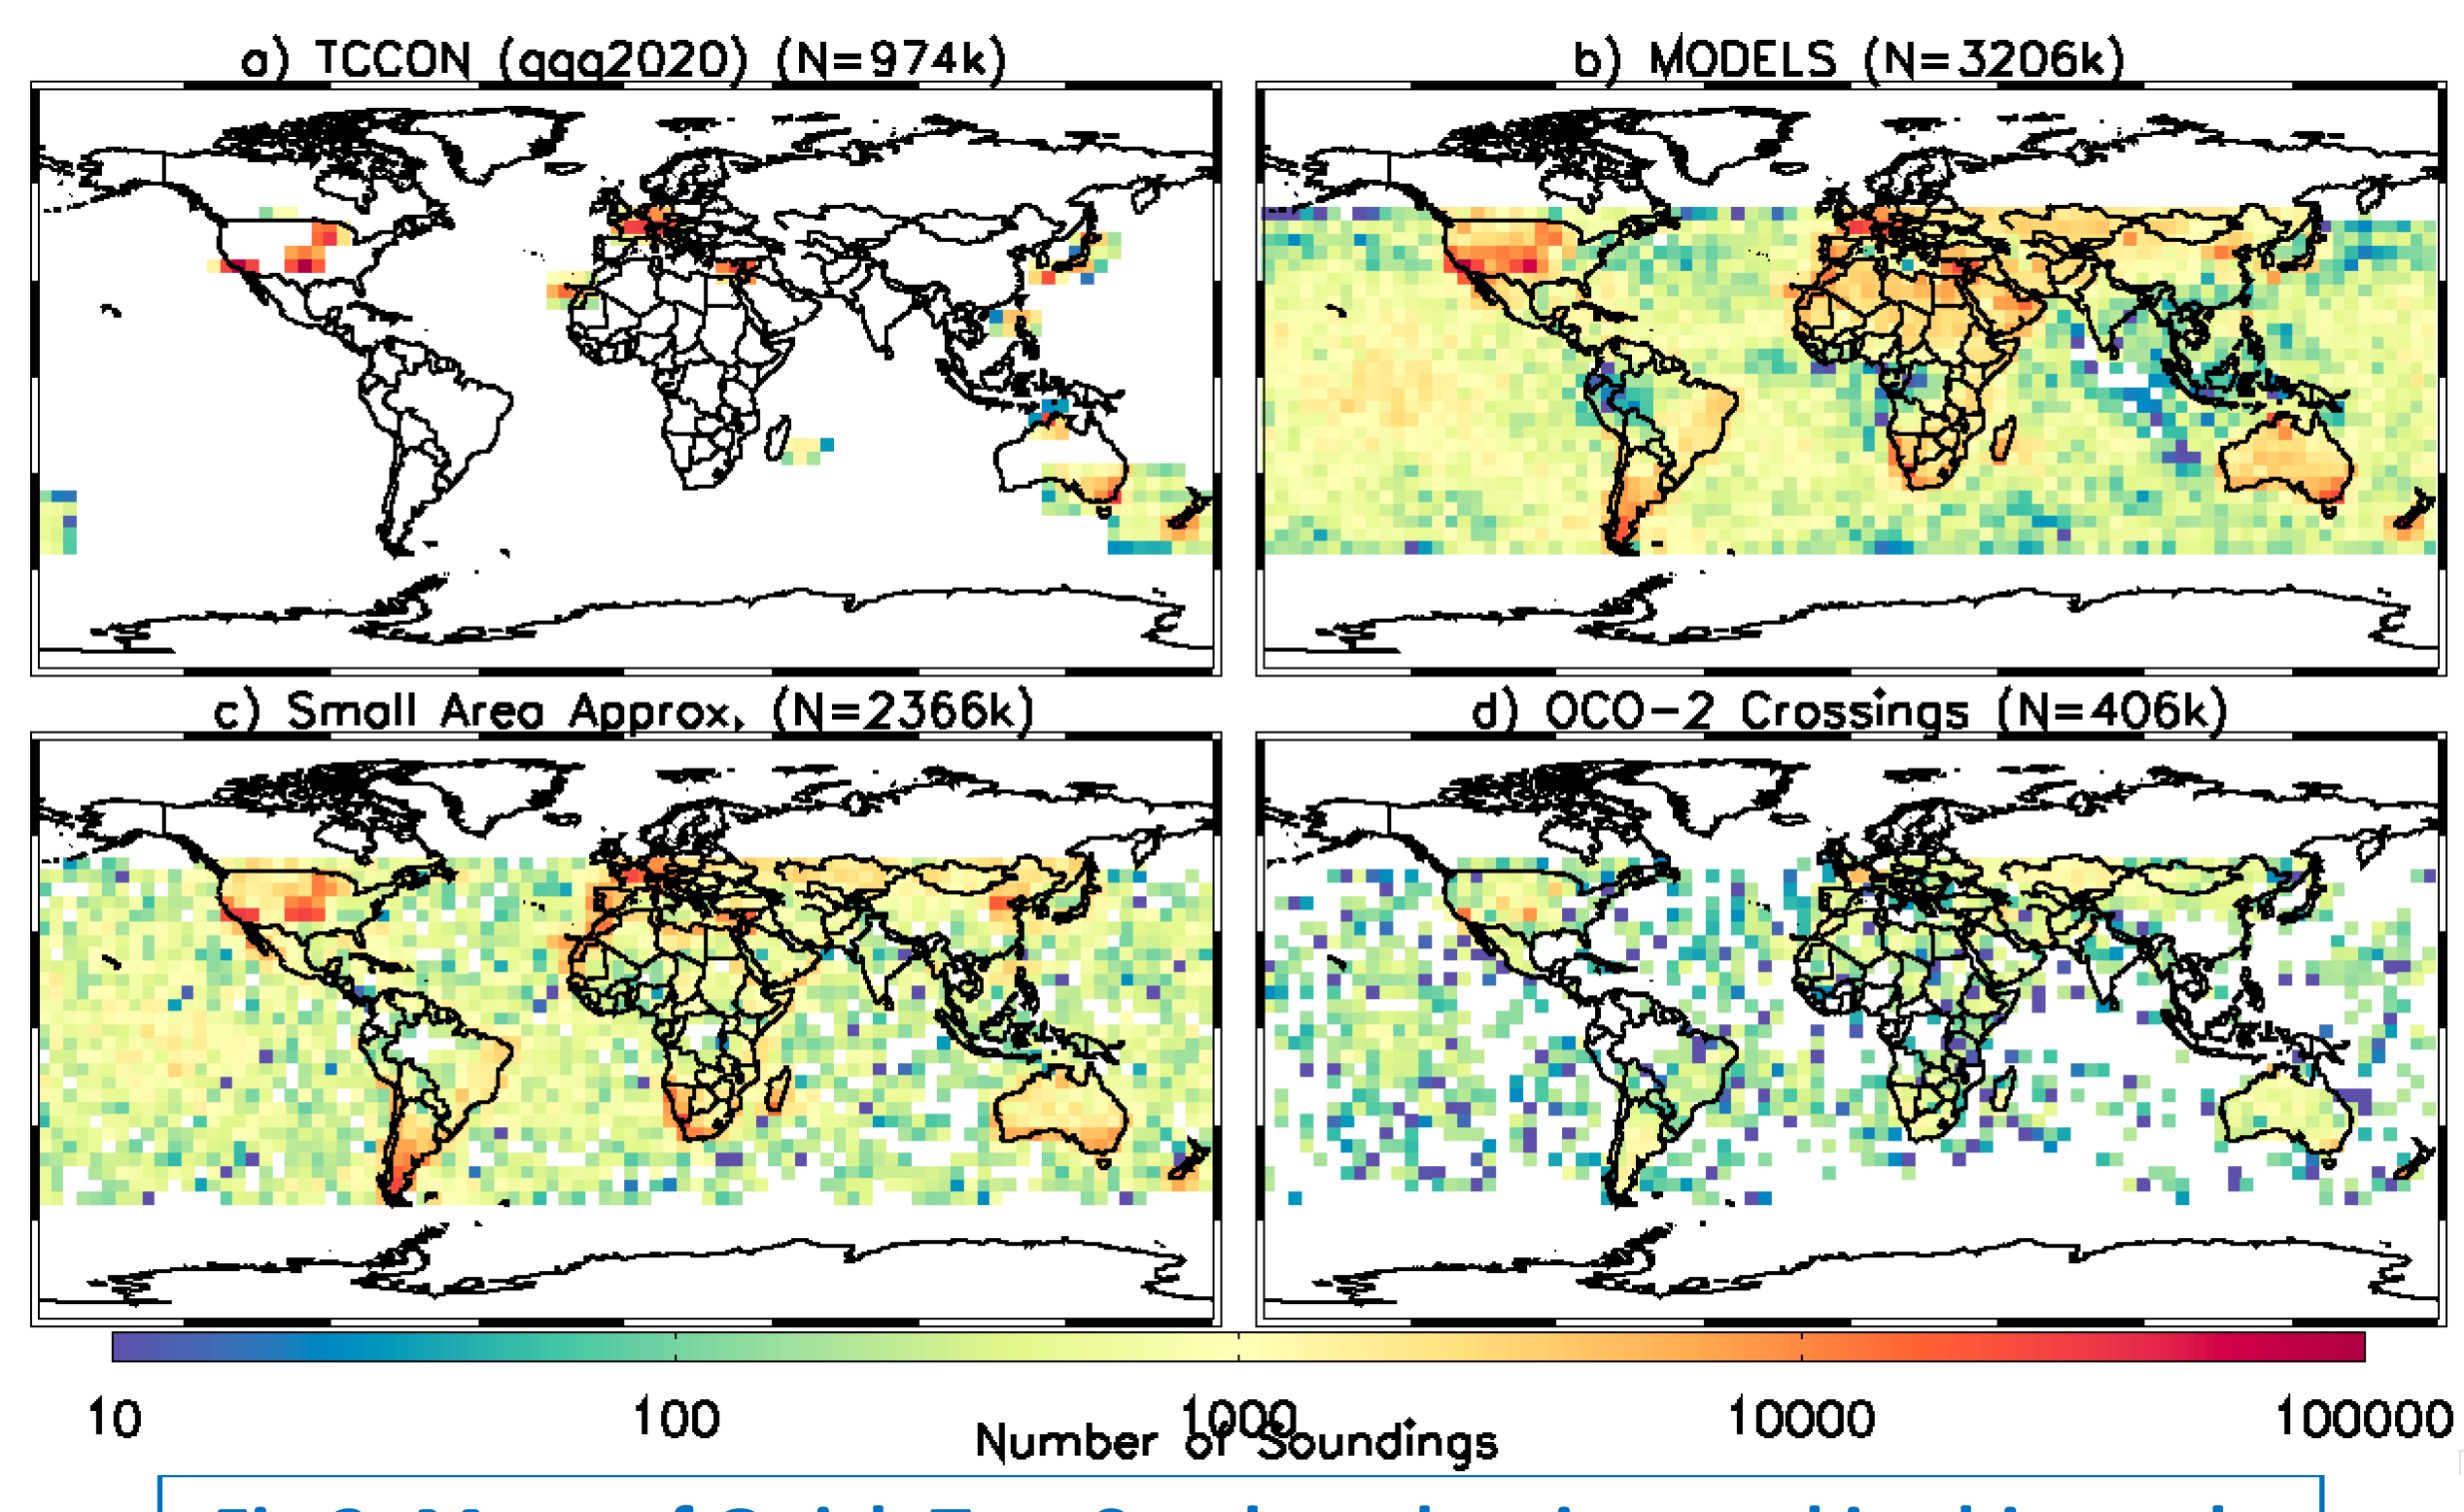 a) TCCON (ggg2020) (N=974k)
b) MODELS (N=3206k)
c) Small Area Approx. (N=2366k)
d) OCO-2 Crossings (N=406k)
10 100 1000 10000 100000
Number of Soundings